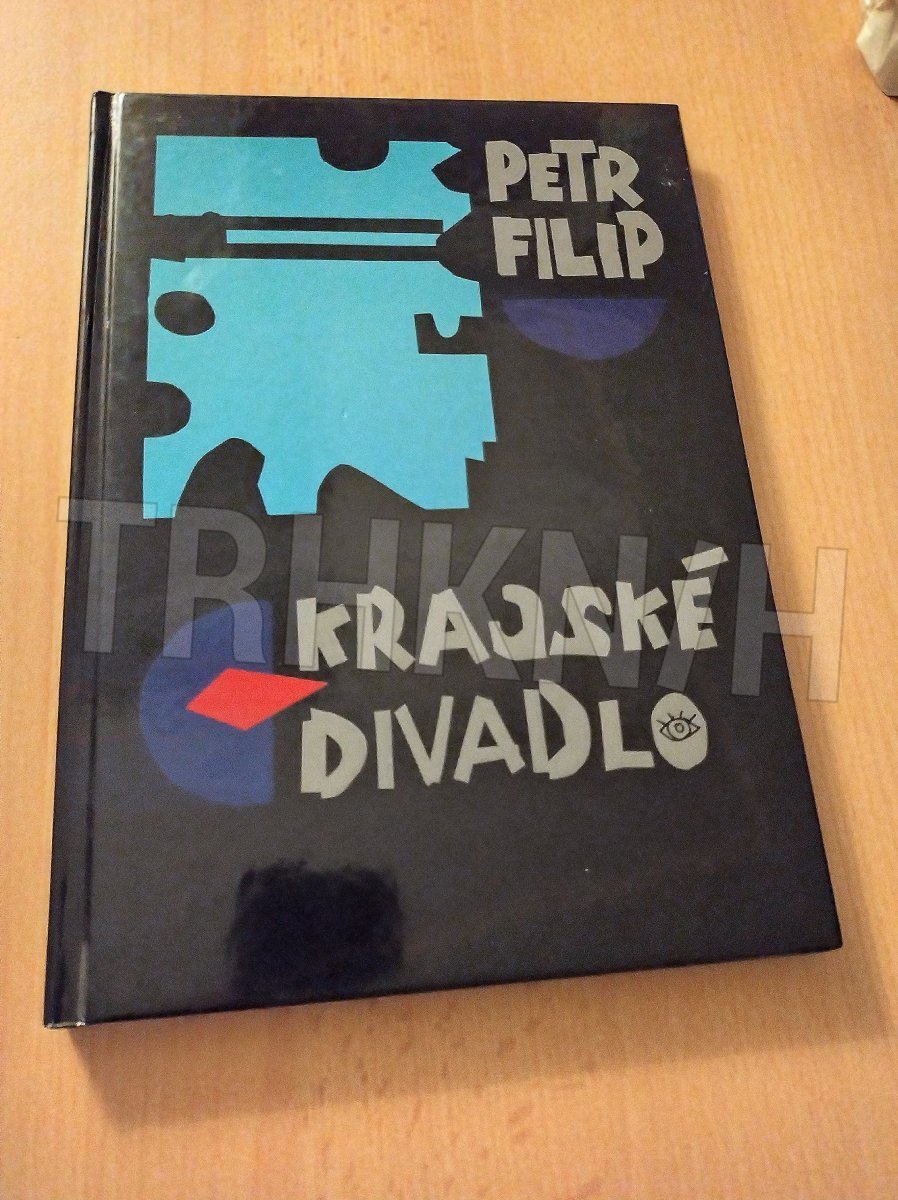 PETR
FILIP
KRAJSKÉ
DIVADLO
TRHKNIH